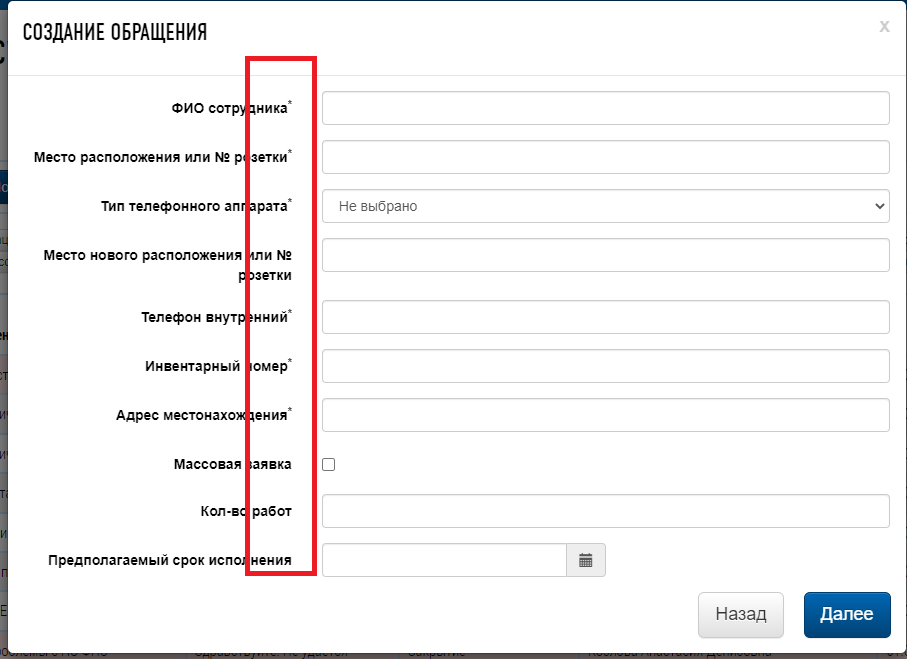 СОЗДАНИЕ ОБРАЩЕНИЯ
x
ФИО сотрудника*
Место расположения или № розетки*
Тип телефонного аппарата*
Не выбрано
Место нового расположения или №
розетки
Телефон внутренний*
Инвентарный номер*
Адрес местонахождения*
Массовая заявка
Кол-во работ
Предполагаемый срок исполнения
Назад
Далее